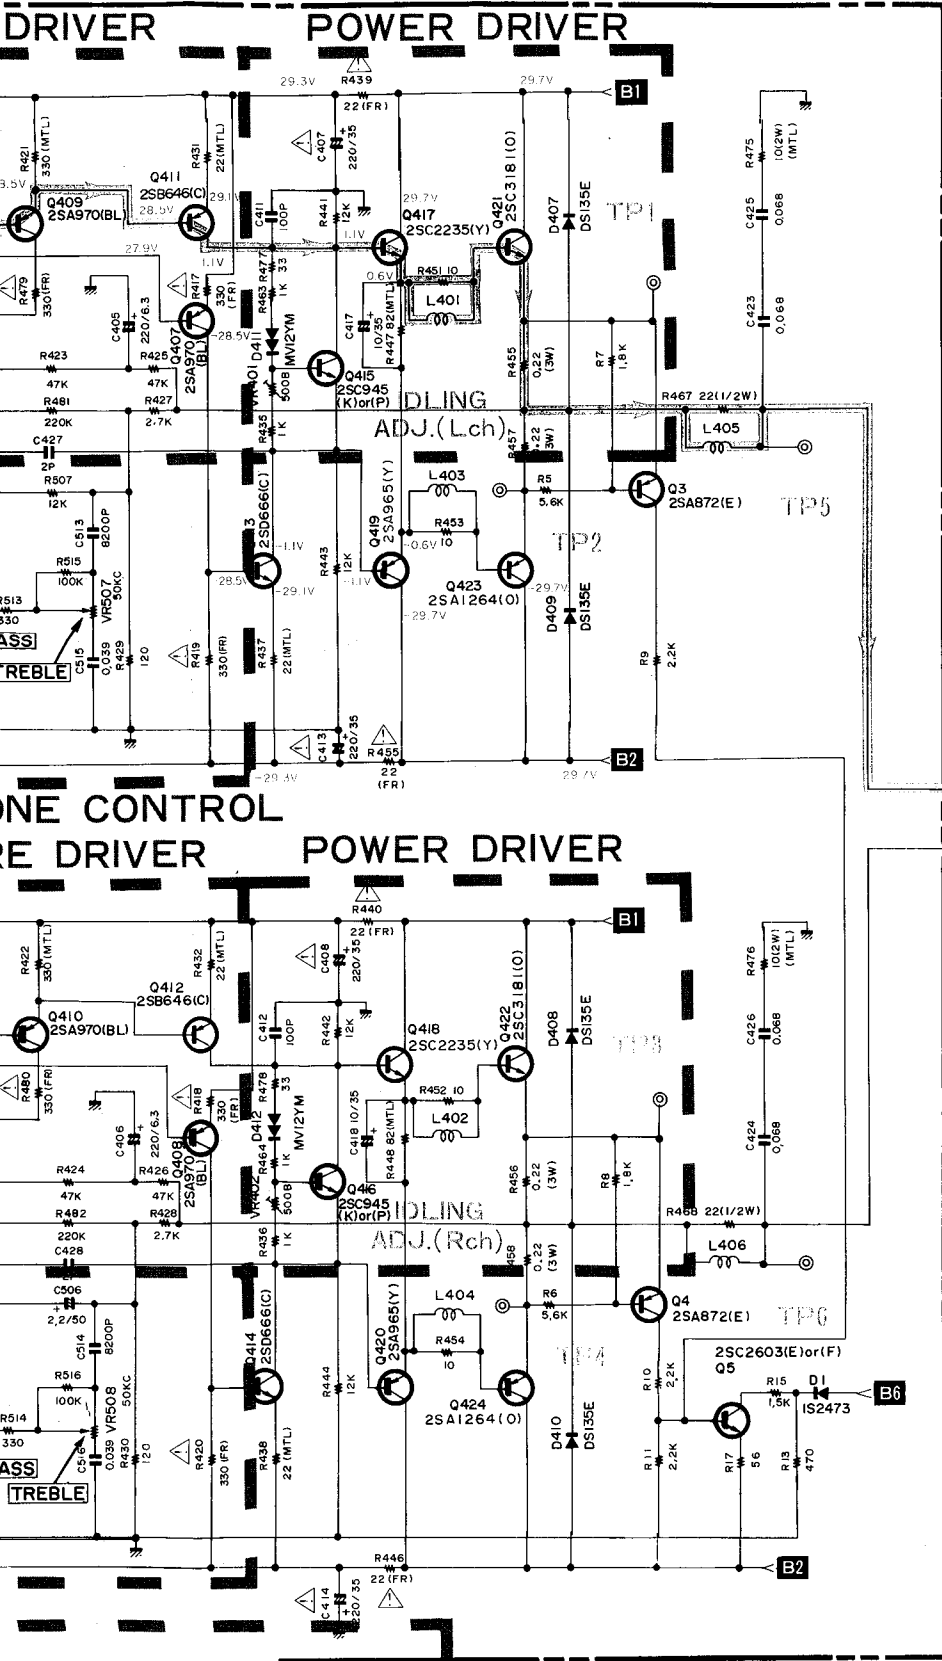 DRIVER
POWER DRIVER
29.3V
R439
22(FR)
29.7V
B1
R421
330(MTL)
R431
22(MTL)
C407
220/35
2SC3181(O)
R475
10(2W)
(MTL)
Q411
2SB646(C)
Q409
2SA970(BL)
28.5V
29.1V
C411
100P
R441
12K
29.7V
Q417
2SC2235(Y)
Q421
D407
DS135E
TP1
C425
0.068
27.9V
1.1V
1.1V
R477
33
0.6V
R451 10
R479
330(FR)
R417
330
(FR)
R463
1K
L401
C405
220/6.3
Q407
2SA970
(BL)
-28.5V
D411
MV12YM
C417
10/35
R447 82(MTL)
C423
0.068
R423
47K
R425
47K
VR401
500B
Q415
2SC945
(K)or(P)
R455
0.22
(3W)
R7
1.8K
R481
220K
R427
2.7K
R435
1K
IDLING
ADJ.(Lch)
R467 22(1/2W)
C427
2P
R457
0.22
(3W)
L405
R507
12K
L403
R5
5.6K
Q3
2SA872(E)
TP5
C513
8200P
2SD666(C)
Q419
2SA965(Y)
R453
10
TP2
-1.1V
-0.6V
R515
100K
-28.5V
R443
12K
-1.1V
Q423
2SA1264(O)
-29.7V
-29.1V
R513
330
VR507
50KC
-29.7V
D409
DS135E
TREBLE
C515
0.039
R429
120
R419
330(FR)
R437
22(MTL)
R9
2.2K
C413
220/35
R455
22
(FR)
B2
-29.3V
29.7V
ONE CONTROL
RE DRIVER
POWER DRIVER
R440
22(FR)
B1
R422
330(MTL)
R432
22(MTL)
C408
220/35
R476
10(2W)
(MTL)
Q412
2SB646(C)
Q410
2SA970(BL)
C412
100P
R442
12K
Q418
2SC2235(Y)
Q422
2SC3181(O)
D408
DS135E
TP3
C426
0.068
R480
330(FR)
R418
330
(FR)
R478
33
R452 10
L402
C406
220/6.3
Q408
2SA970
(BL)
D412
MV12YM
R464
1K
C418 10/35
R448 82(MTL)
C424
0.068
R424
47K
R426
47K
VR402
500B
Q416
2SC945
(K)or(P)
R456
0.22
(3W)
R8
1.8K
R482
220K
R428
2.7K
R436
1K
IDLING
ADJ.(Rch)
R468 22(1/2W)
C428
458
0.22
(3W)
L406
C506
2.2/50
L404
R6
5.6K
Q4
2SA872(E)
TP6
C514
8200P
Q414
2SD666(C)
Q420
2SA965(Y)
R454
10
TP4
2SC2603(E)or(F)
Q5
R516
100K
R444
12K
Q424
2SA1264(O)
R10
2.2K
R15
1.5K
D1
1S2473
B6
R514
330
VR508
50KC
D410
DS135E
C516
0.039
R430
120
R420
330(FR)
R438
22(MTL)
R11
2.2K
R17
56
R13
470
TREBLE
R446
22(FR)
B2
C414
220/35